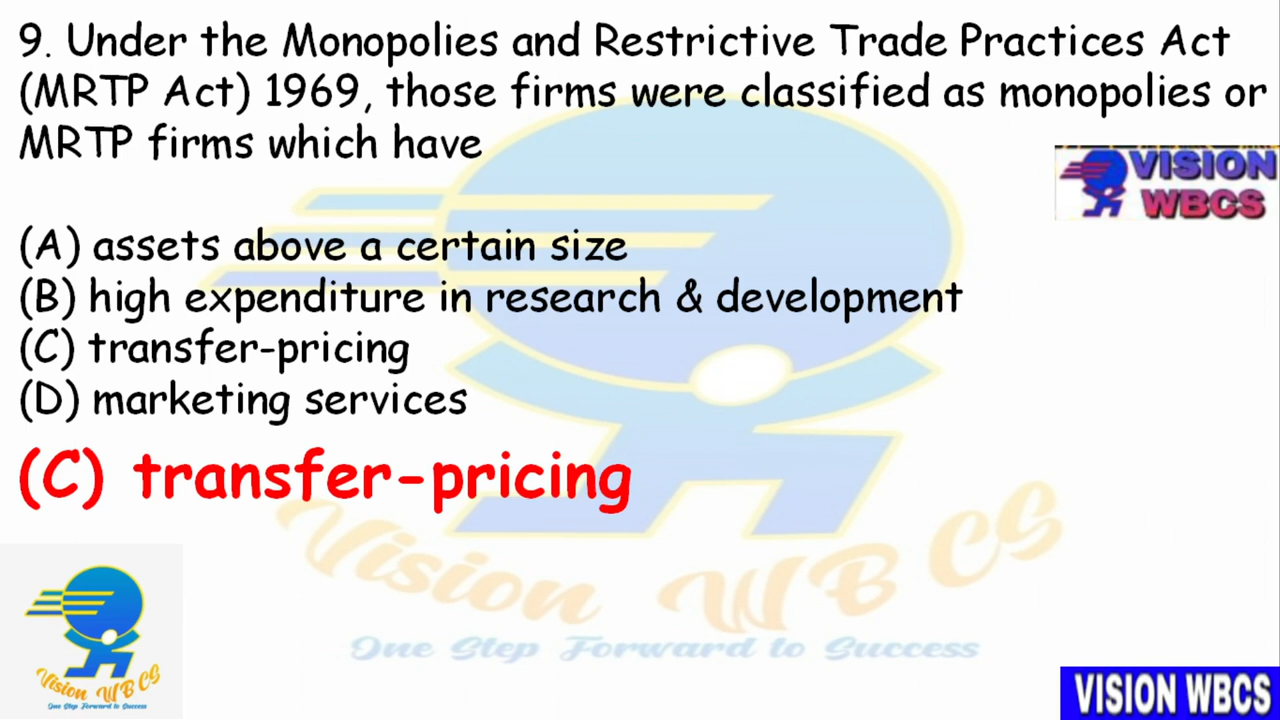 9. Under the Monopolies and Restrictive Trade Practices Act
(MRTP Act) 1969, those firms were classified as monopolies or
MRTP firms which have
VISION
WBCS
(A) assets above a certain size
(B) high expenditure in research & development
(C) transfer-pricing
(D) marketing services
(C) transfer-pricing
Vision WBCS
One Step Forward to Success
Vision WBCS
One Step Forward to Success
VISION WBCS